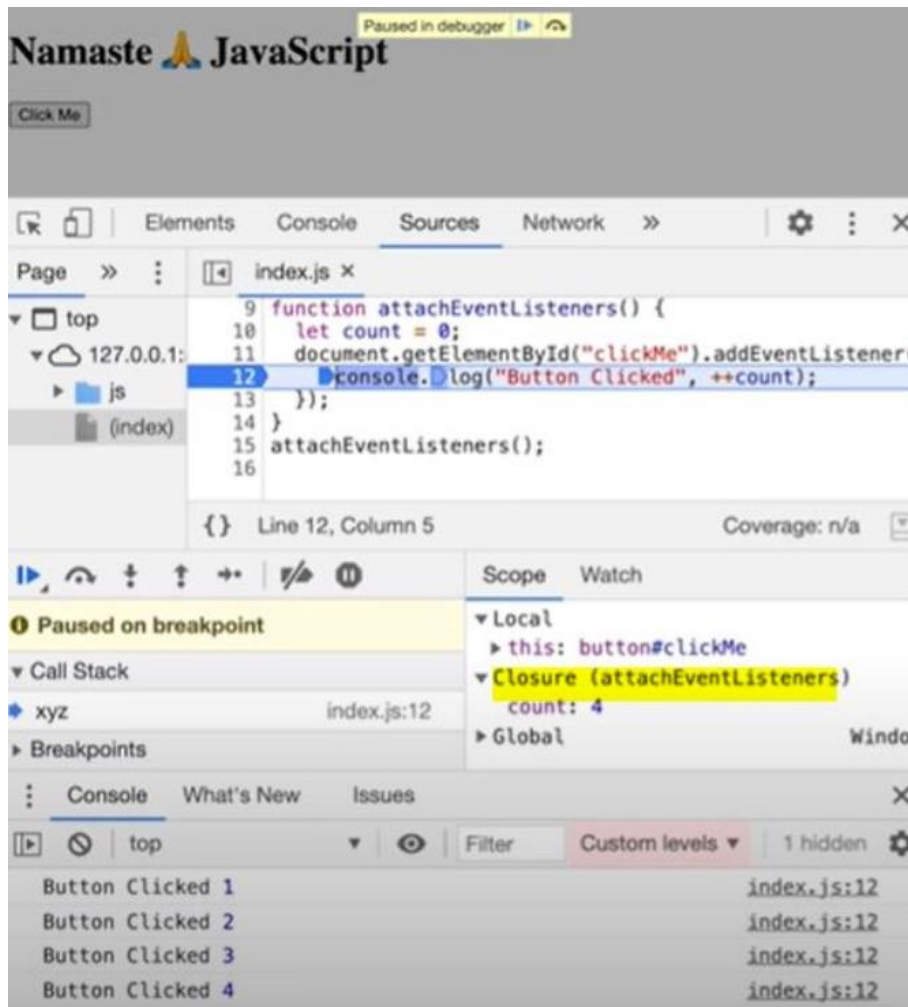 Paused in debugger
Namaste 🙏 JavaScript
Click Me
Elements Console Sources Network »
Page » index.js ×
top
127.0.0.1:
js
(index)
9 function attachEventListeners() {
10 let count = 0;
11 document.getElementById("clickMe").addEventListener(
12 console.log("Button Clicked", ++count);
13 });
14 }
15 attachEventListeners();
16
{} Line 12, Column 5 Coverage: n/a
Scope Watch
Paused on breakpoint
Call Stack
xyz index.js:12
Breakpoints
Local
this: button#clickMe
Closure (attachEventListeners)
count: 4
Global Windo
Console What's New Issues
top Filter Custom levels ▼ 1 hidden
Button Clicked 1 index.js:12
Button Clicked 2 index.js:12
Button Clicked 3 index.js:12
Button Clicked 4 index.js:12